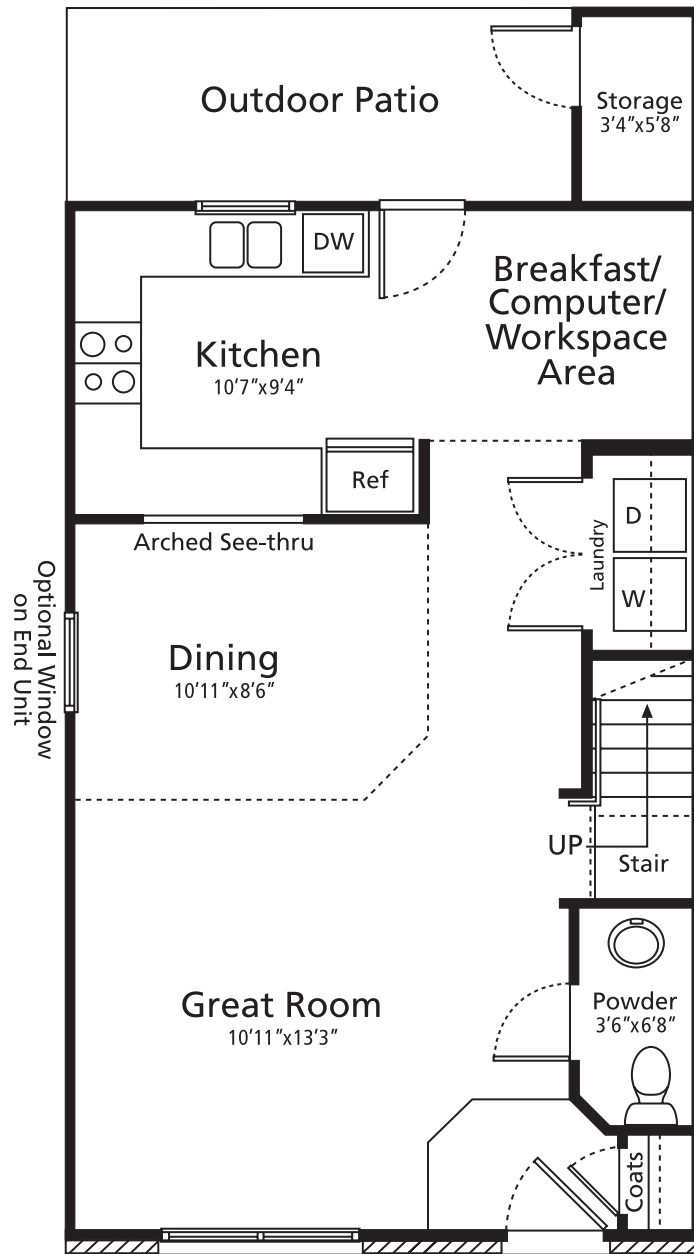 Outdoor Patio
Storage
3'4"x5'8"
DW
Breakfast/
Computer/
Workspace
Area
Kitchen
10'7"x9'4"
Ref
Arched See-thru
D
Laundry
W
Optional Window
on End Unit
Dining
10'11"x8'6"
UP
Stair
Great Room
10'11"x13'3"
Powder
3'6"x6'8"
Coats